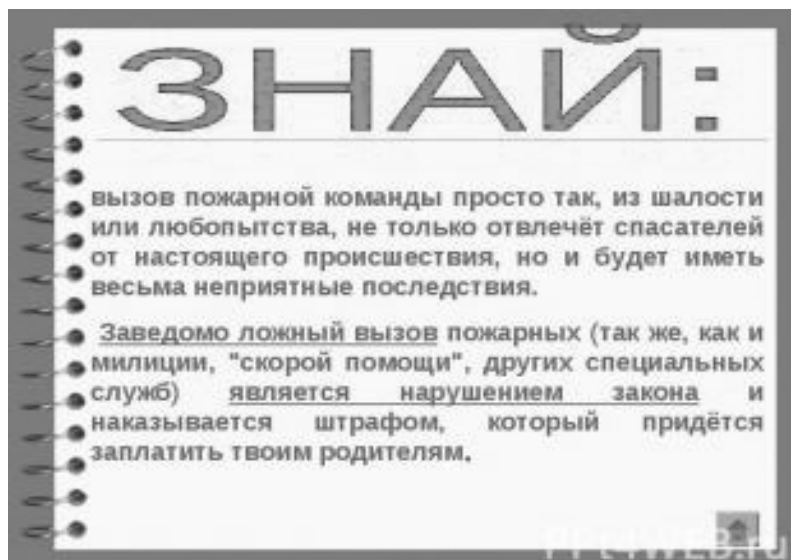 ЗНАЙ:
вызов пожарной команды просто так, из шалости
или любопытства, не только отвлечёт спасателей
от настоящего происшествия, но и будет иметь
весьма неприятные последствия.
Заведомо ложный вызов пожарных (так же, как и
милиции, "скорой помощи", других специальных
служб) является нарушением закона и
наказывается штрафом, который придётся
заплатить твоим родителям.
PPt4WEB.ru